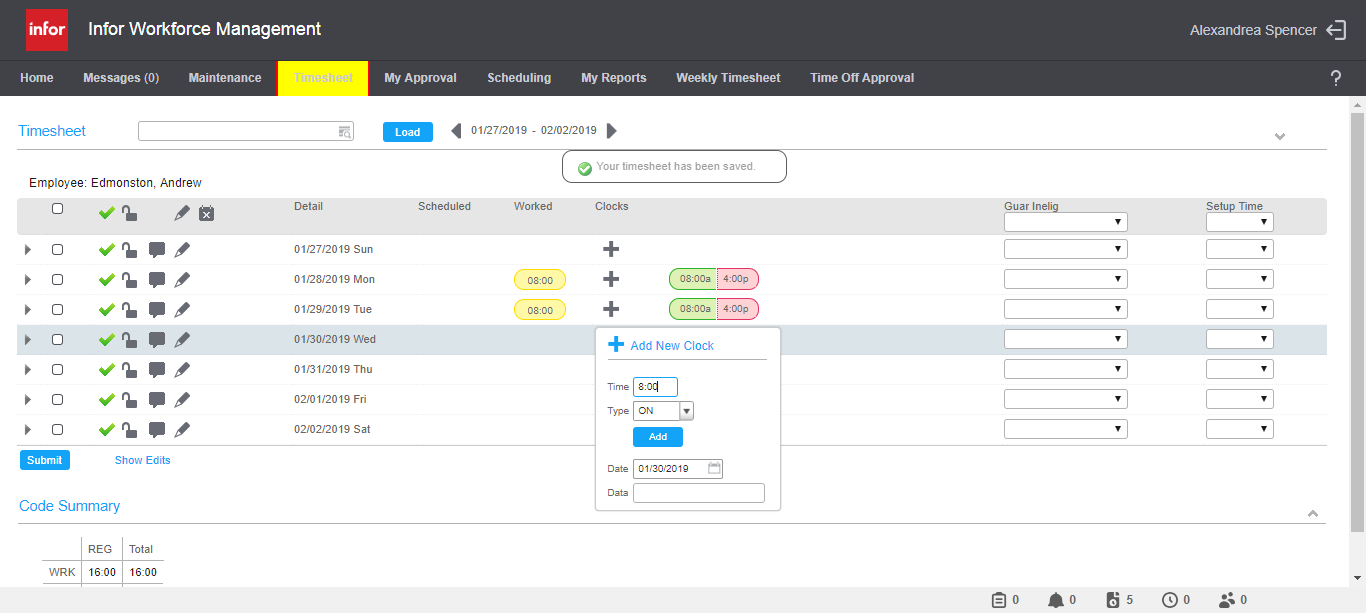 infor
Infor Workforce Management
Alexandrea Spencer
Home Messages (0) Maintenance Timesheet My Approval Scheduling My Reports Weekly Timesheet Time Off Approval ?
Timesheet Load 01/27/2019 - 02/02/2019
Your timesheet has been saved.
Employee: Edmonston, Andrew
Detail Scheduled Worked Clocks Guar Inelig Setup Time
01/27/2019 Sun
01/28/2019 Mon 08:00 08:00a 4:00p
01/29/2019 Tue 08:00 08:00a 4:00p
01/30/2019 Wed
01/31/2019 Thu
02/01/2019 Fri
02/02/2019 Sat
Add New Clock
Time 8:00
Type ON
Add
Date 01/30/2019
Data
Submit Show Edits
Code Summary
REG Total
WRK 16:00 16:00
0 0 5 0 0